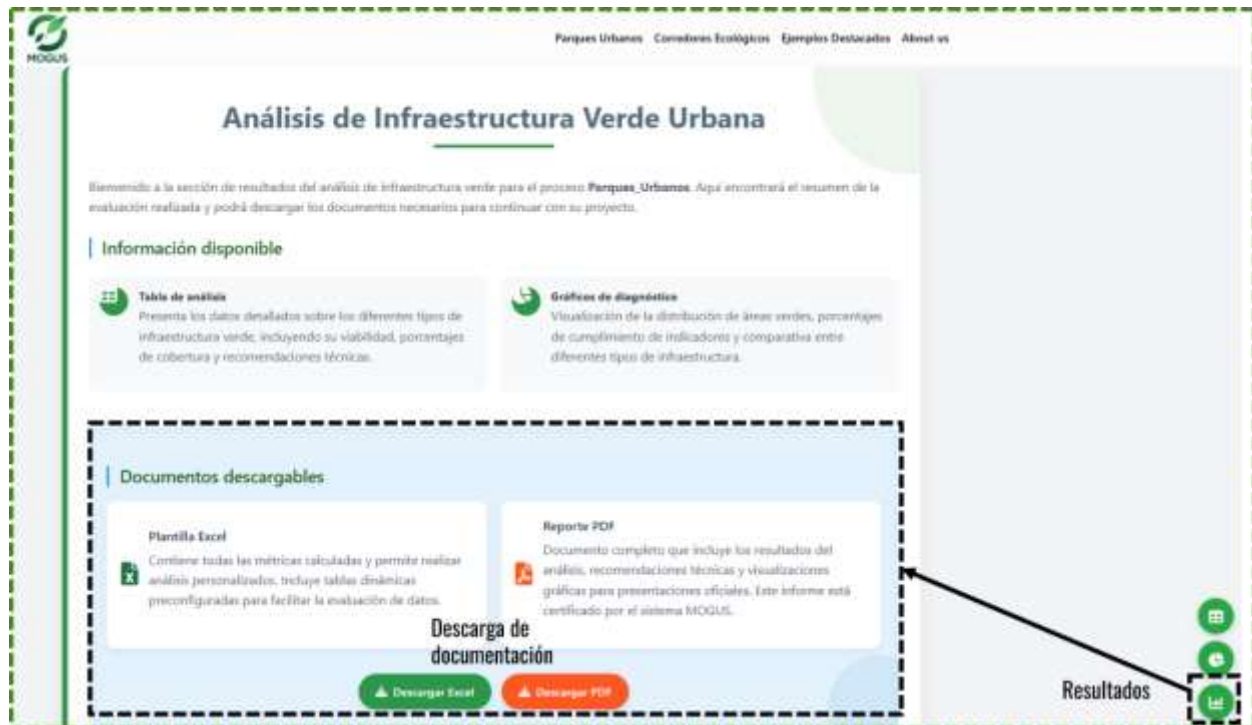 MOGUS
Parques Urbanos Corredores Ecológicos Ejemplos Destacados About us
Análisis de Infraestructura Verde Urbana
Bienvenido a la sección de resultados del análisis de infraestructura verde para el proceso Parques_Urbanos. Aquí encontrará el resumen de la
evaluación realizada y podrá descargar los documentos necesarios para continuar con su proyecto.
Información disponible
Tabla de análisis
Presenta los datos detallados sobre los diferentes tipos de
infraestructura verde, incluyendo su viabilidad, porcentajes
de cobertura y recomendaciones técnicas.
Gráficos de diagnóstico
Visualización de la distribución de áreas verdes, porcentajes
de cumplimiento de indicadores y comparativa entre
diferentes tipos de infraestructura.
Documentos descargables
Plantilla Excel
Contiene todas las métricas calculadas y permite realizar
análisis personalizados. Incluye tablas dinámicas
preconfiguradas para facilitar la evaluación de datos.
Reporte PDF
Documento completo que incluye los resultados del
análisis, recomendaciones técnicas y visualizaciones
gráficas para presentaciones oficiales. Este informe está
certificado por el sistema MOGUS.
Descarga de
documentación
Descargar Excel
Descargar PDF
Resultados